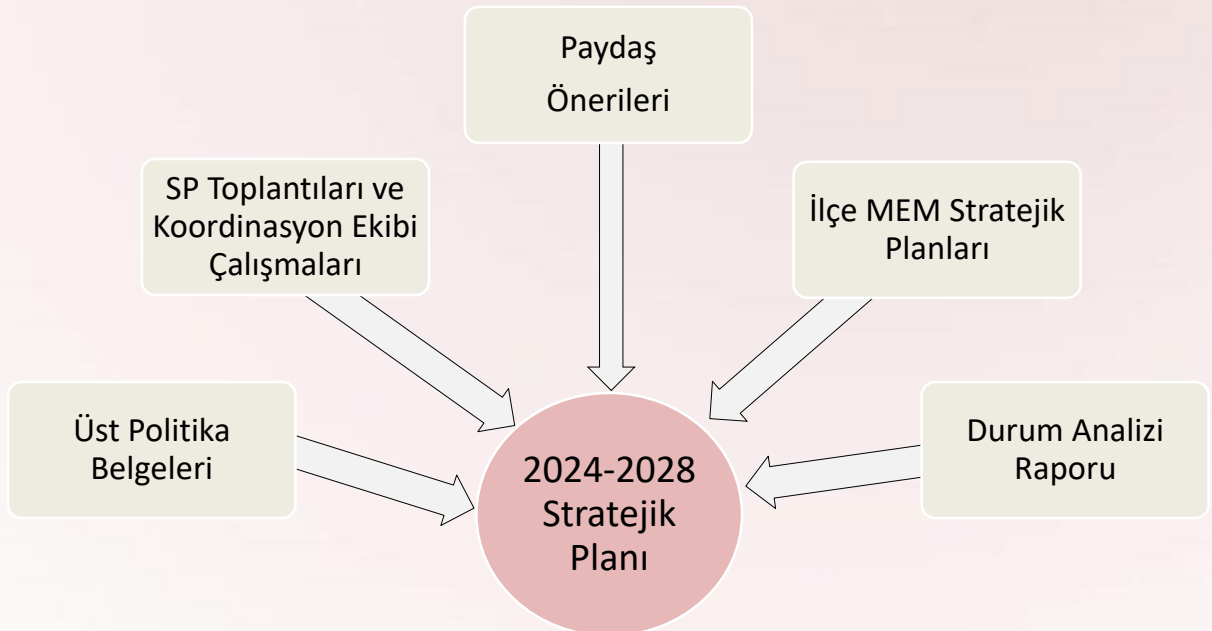 Paydaş
Önerileri
SP Toplantıları ve
Koordinasyon Ekibi
Çalışmaları
İlçe MEM Stratejik
Planları
Üst Politika
Belgeleri
2024-2028
Stratejik
Planı
Durum Analizi
Raporu